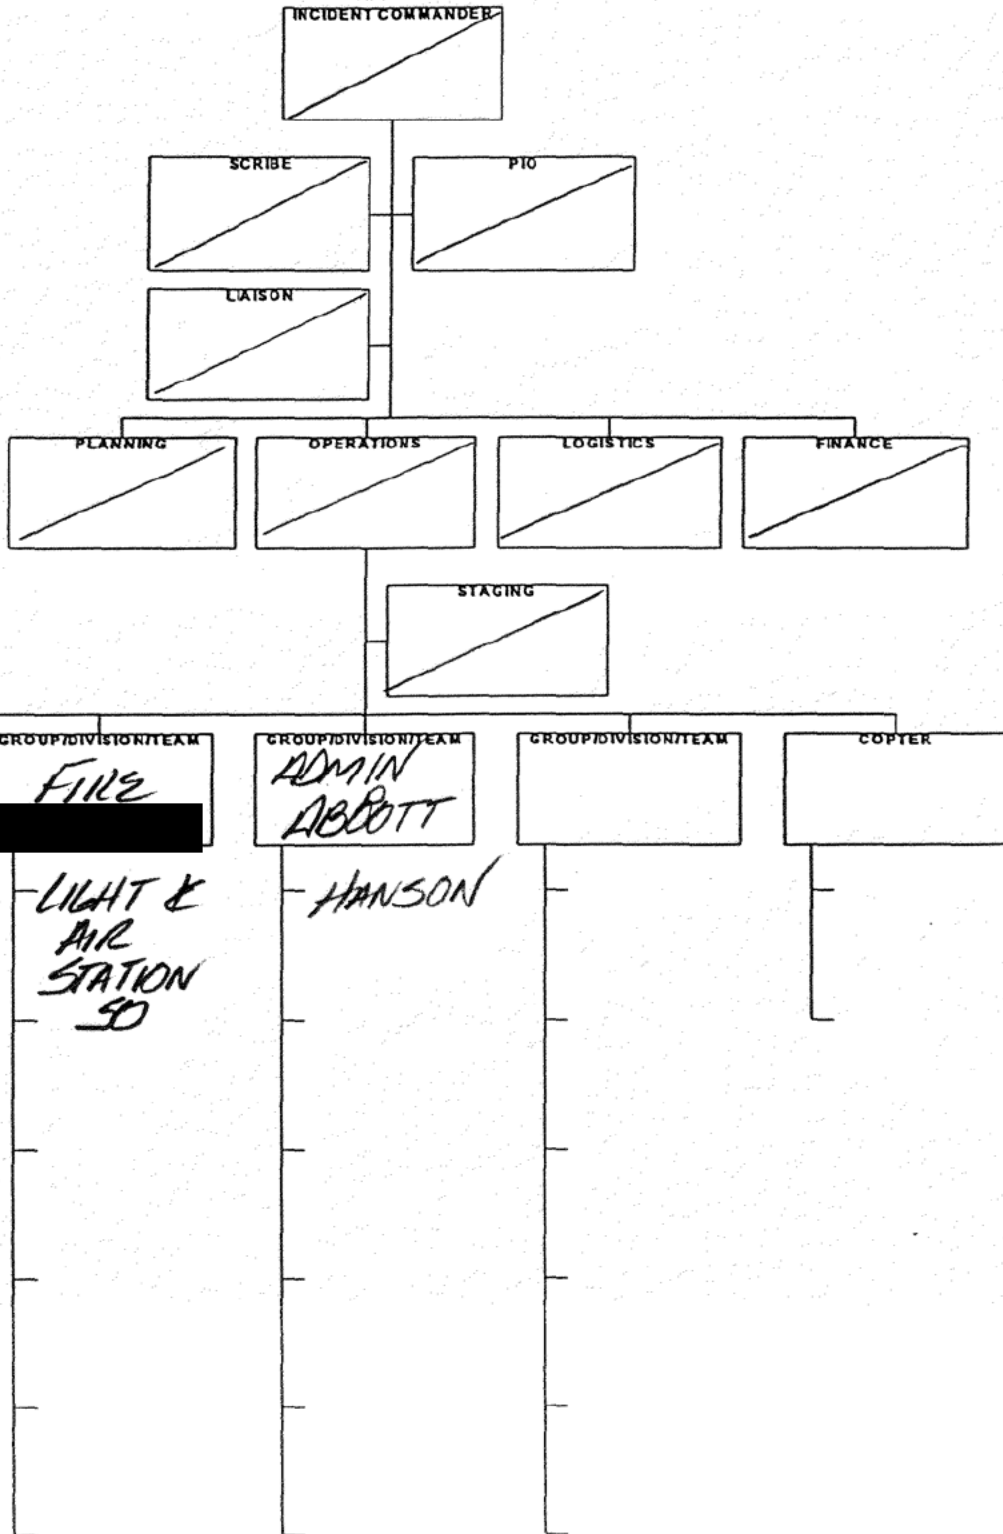 INCIDENT COMMANDER
SCRIBE
PIO
LIAISON
PLANNING
OPERATIONS
LOGISTICS
FINANCE
STAGING
GROUP/DIVISION/TEAM
GROUP/DIVISION/TEAM
GROUP/DIVISION/TEAM
COPTER
FIRE
ADMIN
ABBOTT
LIGHT &
AIR
STATION
50
HANSON